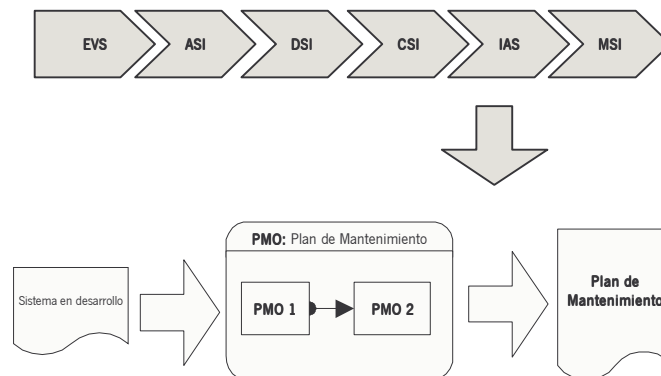 EVS ASI DSI CSI IAS MSI
PMO: Plan de Mantenimiento
Sistema en desarrollo
PMO 1 PMO 2
Plan de
Mantenimiento